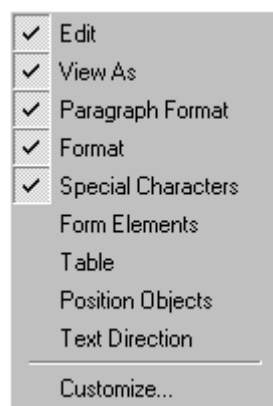 Edit
View As
Paragraph Format
Format
Special Characters
Form Elements
Table
Position Objects
Text Direction
Customize...